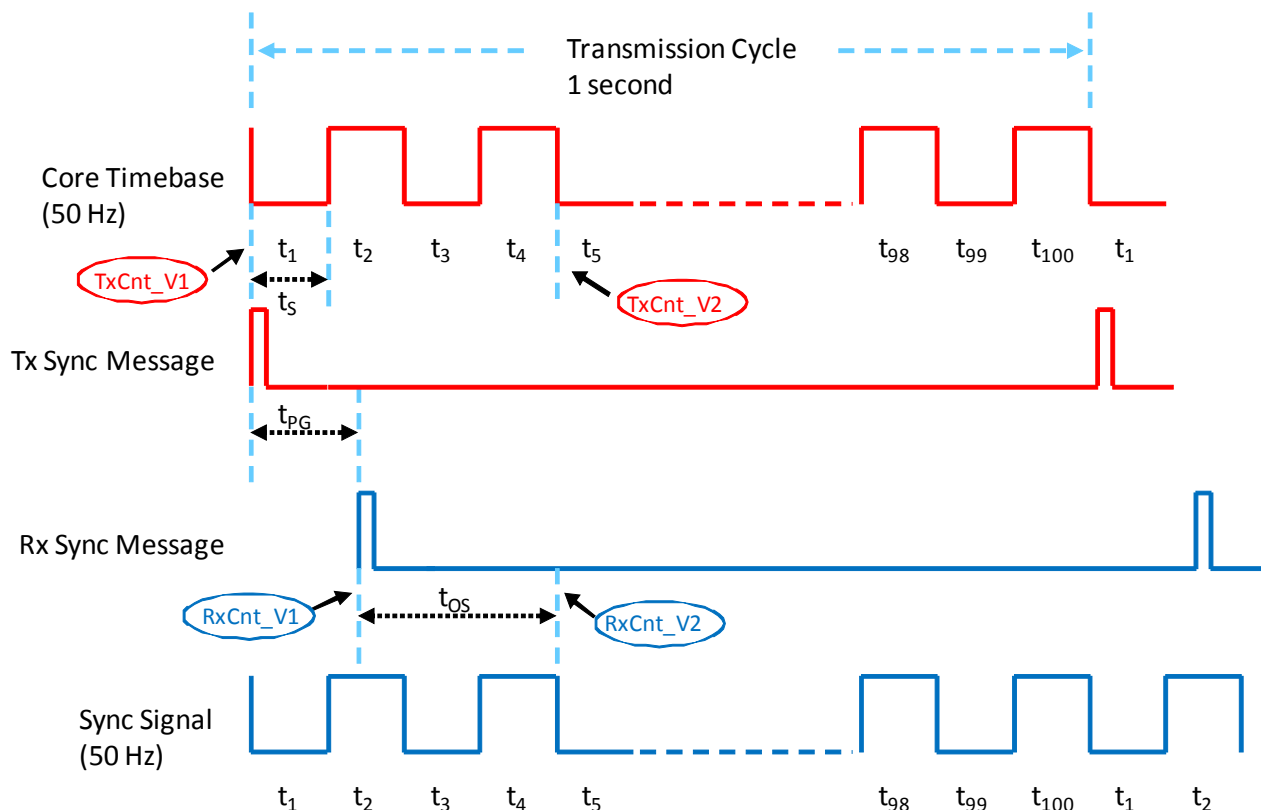 Transmission Cycle
1 second
Core Timebase
(50 Hz)
t1 t2 t3 t4 t5 t98 t99 t100 t1
TxCnt_V1
tS
TxCnt_V2
Tx Sync Message
tPG
Rx Sync Message
RxCnt_V1
tOS
RxCnt_V2
Sync Signal
(50 Hz)
t1 t2 t3 t4 t5 t98 t99 t100 t1 t2